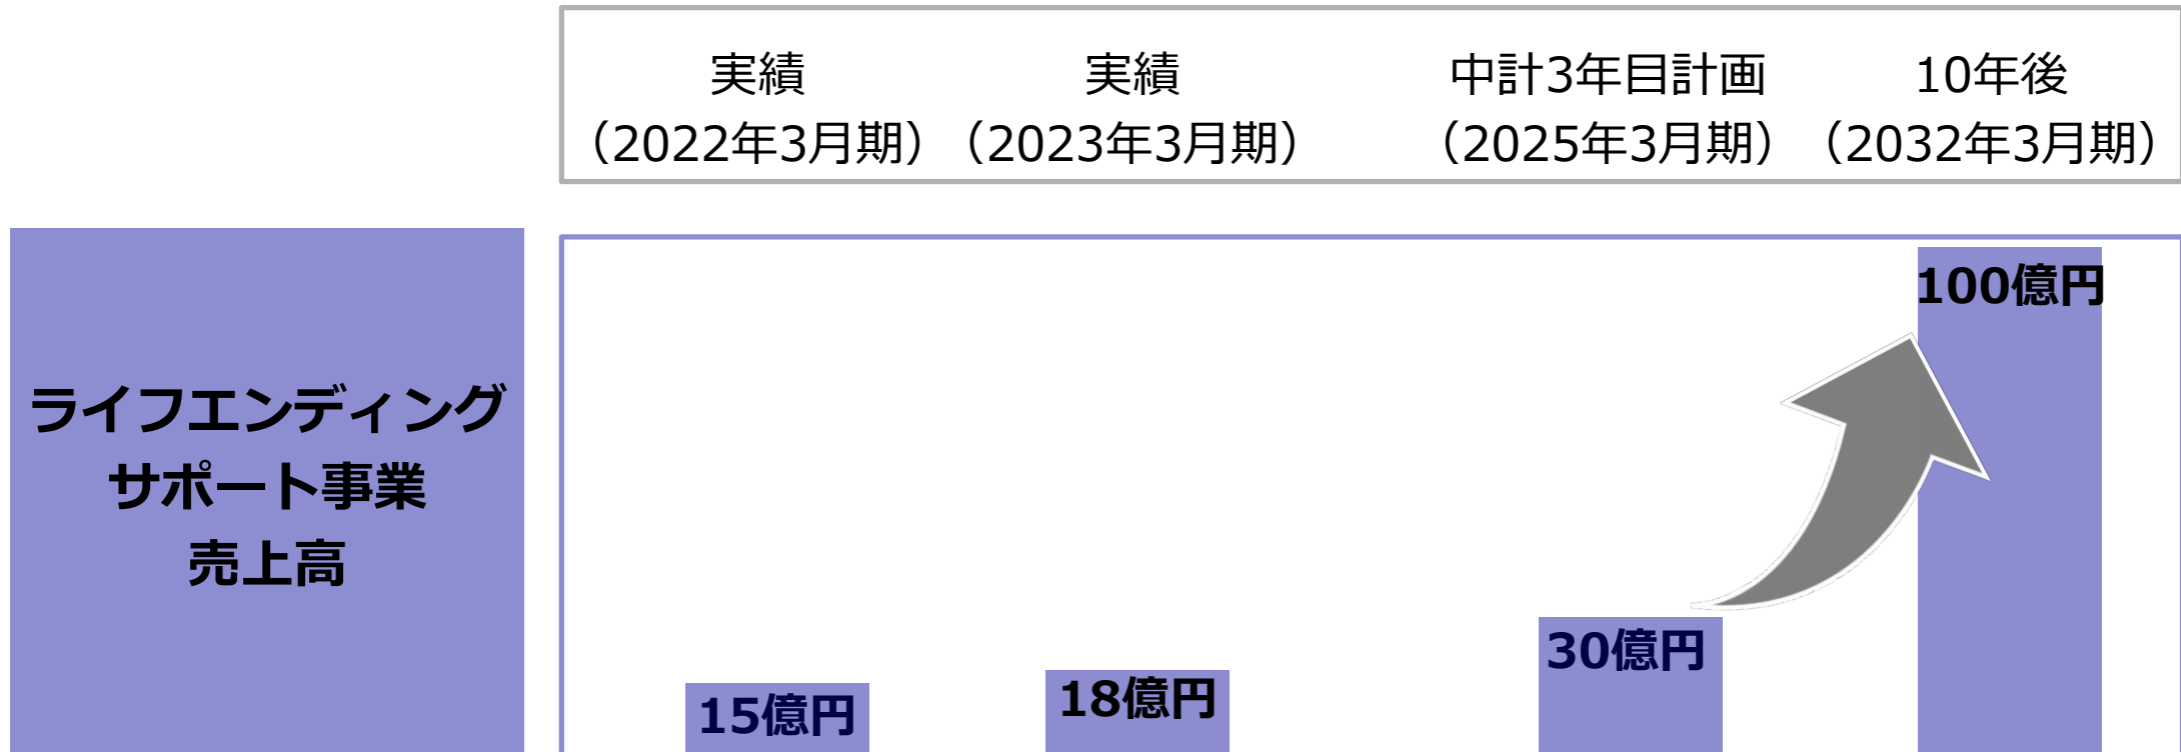 実績
（2022年3月期）
実績
（2023年3月期）
中計3年目計画
（2025年3月期）
10年後
（2032年3月期）
ライフエンディング
サポート事業
売上高
15億円
18億円
30億円
100億円